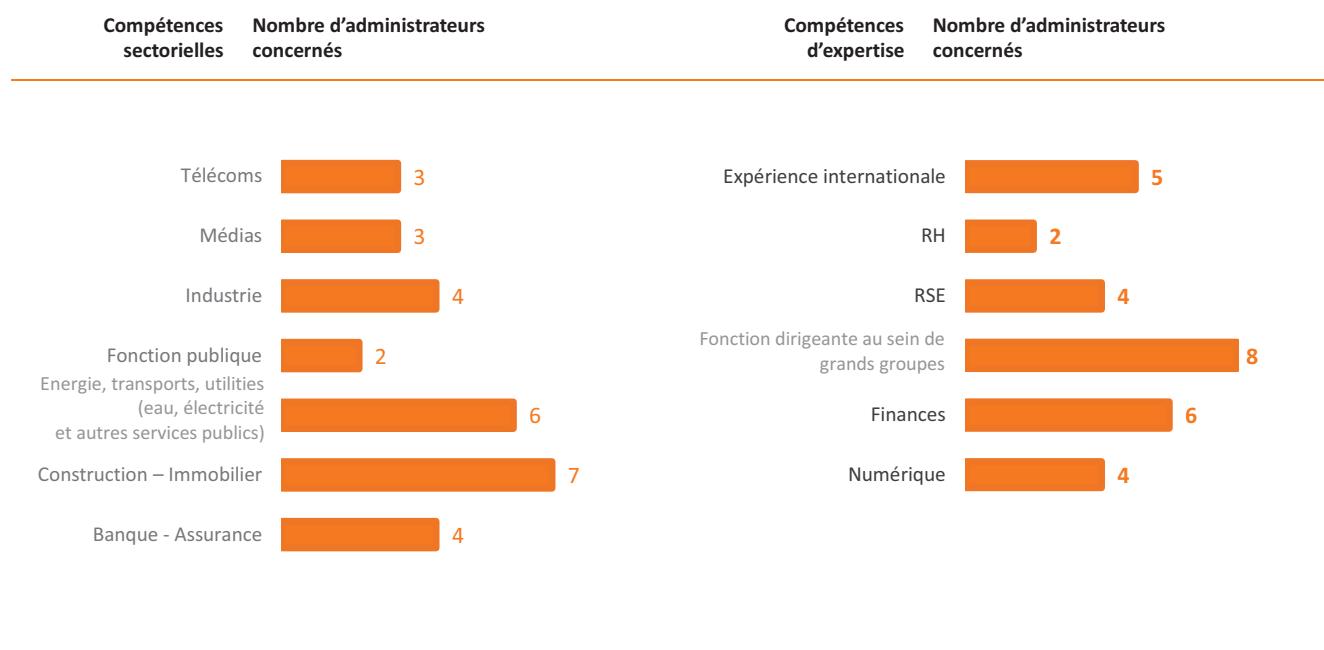 Compétences
sectorielles
Nombre d’administrateurs
concernés
Télécoms
3
Médias
3
Industrie
4
Fonction publique
2
Energie, transports, utilities
(eau, électricité
et autres services publics)
6
Construction – Immobilier
7
Banque - Assurance
4
Compétences
d’expertise
Nombre d’administrateurs
concernés
Expérience internationale
5
RH
2
RSE
4
Fonction dirigeante au sein de
grands groupes
8
Finances
6
Numérique
4